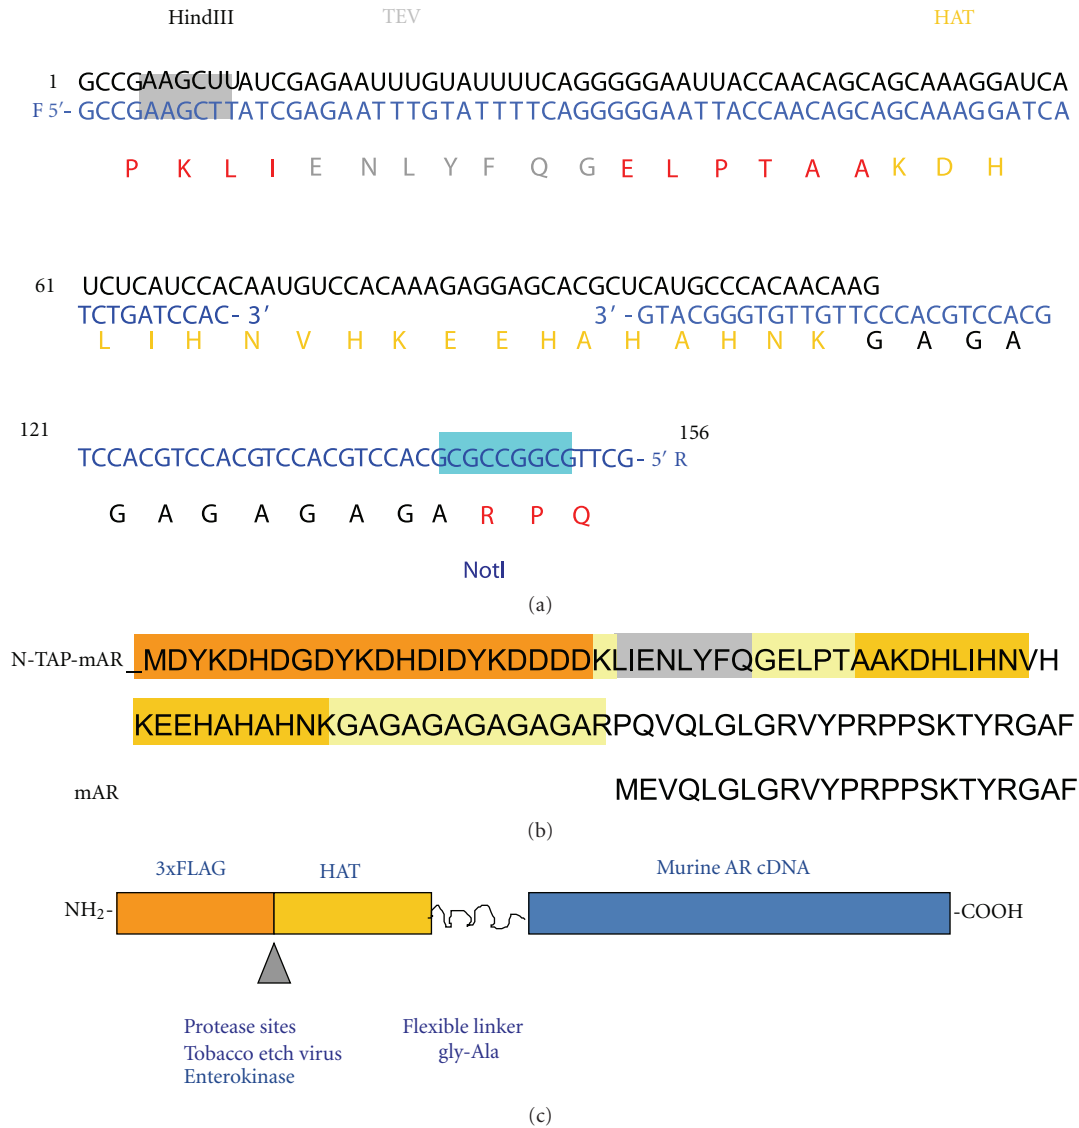 HindIII TEV HAT
1 GCCGAAGCUUAUCGAGAAUUUGUAUUUUCAGGGGGAAUUACCAACAGCAGCAAAGGAUCA
F 5′- GCCGAAGCTTATCGAGAATTTGTATTTTCAGGGGGAATTACCAACAGCAGCAAAGGATCA
P K L I E N L Y F Q G E L P T A A K D H
61 UCUCAUCCACAAUGUCCACAAAGAGGAGCACGCUCAUGCCCACAACAAG
TCTGATCCAC- 3′ 3′ -GTACGGGTGTTGTTCCCACGTCCACG
L I H N V H K E E H A H A H N K G A G A
121 156
TCCACGTCCACGTCCACGTCCACGCGCCGGCGTTCG- 5′ R
G A G A G A G A R P Q
NotI
(a)
N-TAP-mAR _MDYKDHDGDYKDHDIDYKDDDDKLIENLYFQGELPTAAKDHLIHNVH
KEEHAHAHNKGAGAGAGAGAGARPQVQLGLGRVYPRPPSKTYRGAF
mAR MEVQLGLGRVYPRPPSKTYRGAF
(b)
3xFLAG HAT Murine AR cDNA
NH2- -COOH
Protease sites Flexible linker
Tobacco etch virus gly-Ala
Enterokinase
(c)